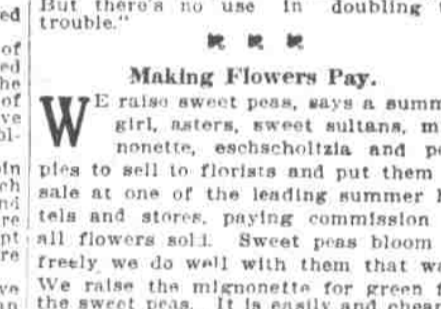 But there's no use in doubling
trouble."
Making Flowers Pay.
WE raise sweet peas, says a summ
girl, asters, sweet sultans, m
nonette, eschscholtzia and po
pies to sell to florists and put them
sale at one of the leading summer h
tels and stores, paying commission
all flowers sold. Sweet peas bloom
freely we do well with them that wa
We raise the mignonette for green f
the sweet peas. It is easily and cheap